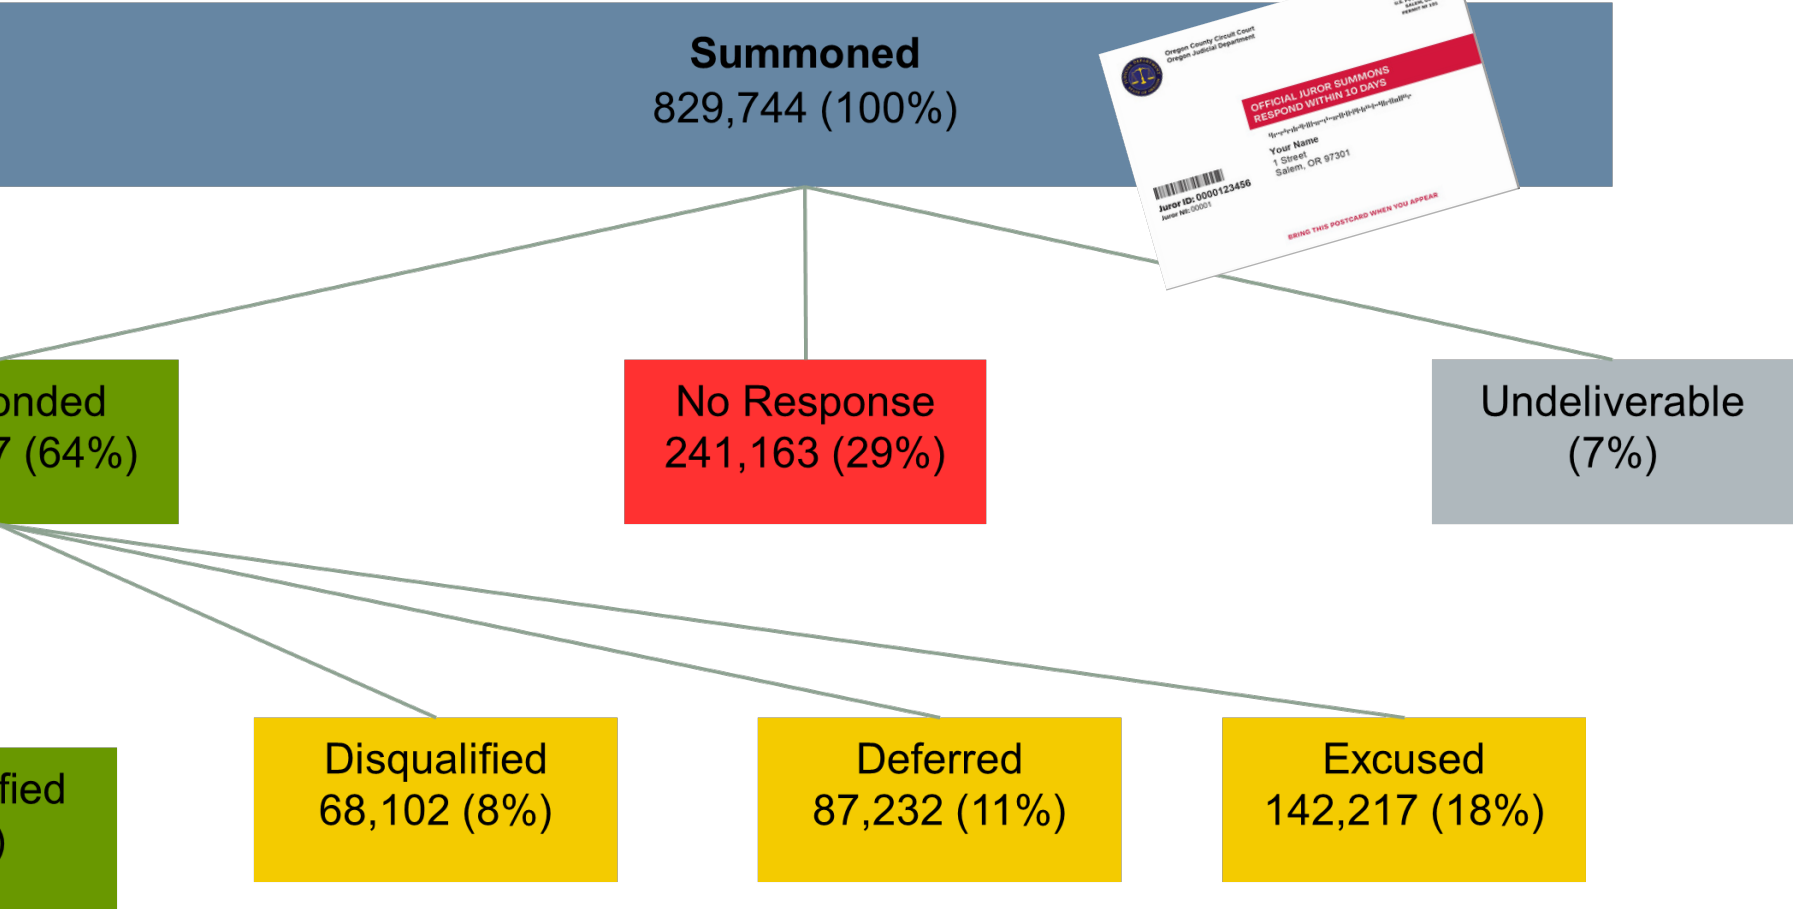 Summoned
829,744 (100%)
Oregon County Circuit Court
Oregon Judicial Department
OFFICIAL JUROR SUMMONS
RESPOND WITHIN 10 DAYS
Your Name
1 Street
Salem, OR 97301
Juror ID: 0000123456
Juror NR: 00001
BRING THIS POSTCARD WHEN YOU APPEAR
onded
7 (64%)
No Response
241,163 (29%)
Undeliverable
(7%)
fied
)
Disqualified
68,102 (8%)
Deferred
87,232 (11%)
Excused
142,217 (18%)